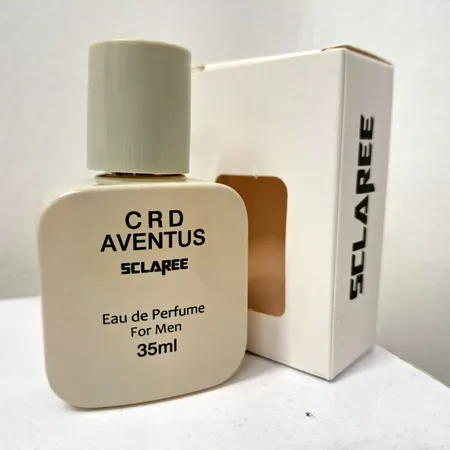 CRD
AVENTUS
SCLAREE
Eau de Perfume
For Men
35ml
SCLAREE